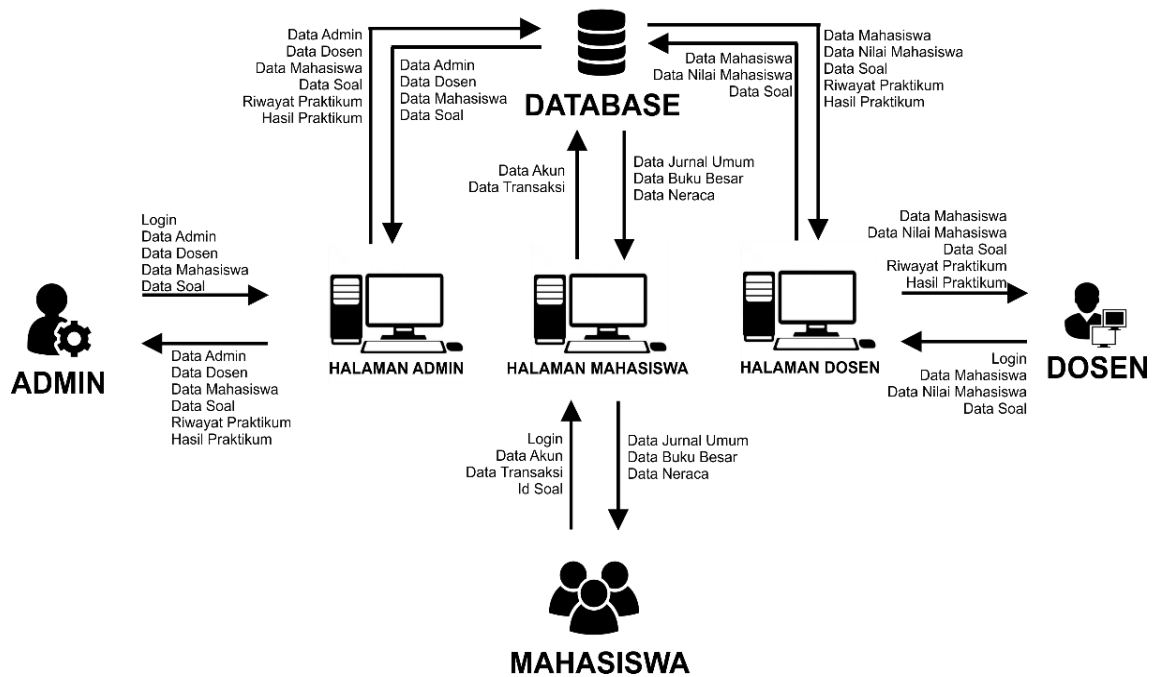 Data Admin
Data Dosen
Data Mahasiswa
Data Soal
Riwayat Praktikum
Hasil Praktikum
Data Admin
Data Dosen
Data Mahasiswa
Data Soal
DATABASE
Data Mahasiswa
Data Nilai Mahasiswa
Data Soal
Data Mahasiswa
Data Nilai Mahasiswa
Data Soal
Riwayat Praktikum
Hasil Praktikum
Data Akun
Data Transaksi
Data Jurnal Umum
Data Buku Besar
Data Neraca
Login
Data Admin
Data Dosen
Data Mahasiswa
Data Soal
ADMIN
Data Admin
Data Dosen
Data Mahasiswa
Data Soal
Riwayat Praktikum
Hasil Praktikum
HALAMAN ADMIN
HALAMAN MAHASISWA
HALAMAN DOSEN
Data Mahasiswa
Data Nilai Mahasiswa
Data Soal
Riwayat Praktikum
Hasil Praktikum
DOSEN
Login
Data Mahasiswa
Data Nilai Mahasiswa
Data Soal
Login
Data Akun
Data Transaksi
Id Soal
Data Jurnal Umum
Data Buku Besar
Data Neraca
MAHASISWA